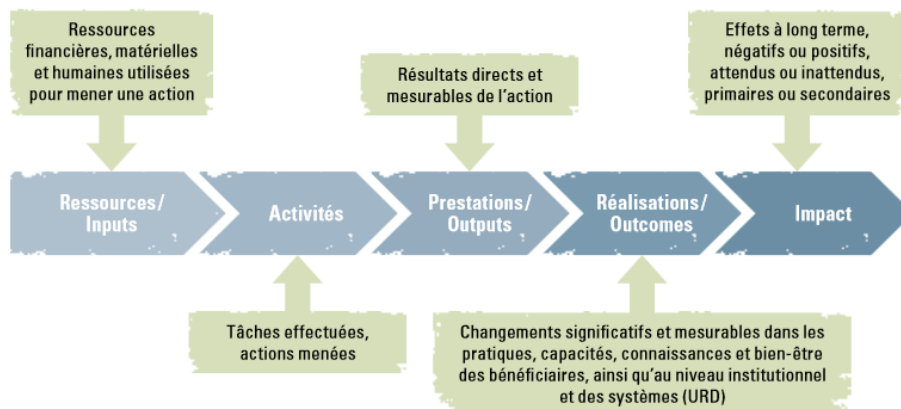 Ressources
financières, matérielles
et humaines utilisées
pour mener une action
Résultats directs et
mesurables de l'action
Effets à long terme,
négatifs ou positifs,
attendus ou inattendus,
primaires ou secondaires
Ressources/
Inputs
Activités
Prestations/
Outputs
Réalisations/
Outcomes
Impact
Tâches effectuées,
actions menées
Changements significatifs et mesurables dans les
pratiques, capacités, connaissances et bien-être
des bénéficiaires, ainsi qu'au niveau institutionnel
et des systèmes (URD)